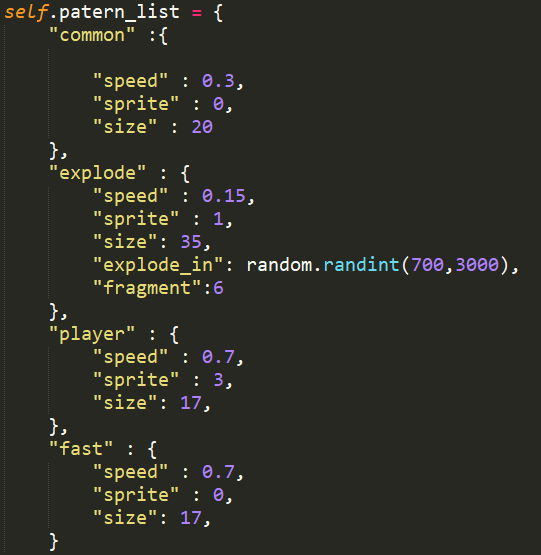 self.patern_list = {
"common" :{
"speed" : 0.3,
"sprite" : 0,
"size" : 20
},
"explode" : {
"speed" : 0.15,
"sprite" : 1,
"size": 35,
"explode_in": random.randint(700,3000),
"fragment":6
},
"player" : {
"speed" : 0.7,
"sprite" : 3,
"size": 17,
},
"fast" : {
"speed" : 0.7,
"sprite" : 0,
"size": 17,
}